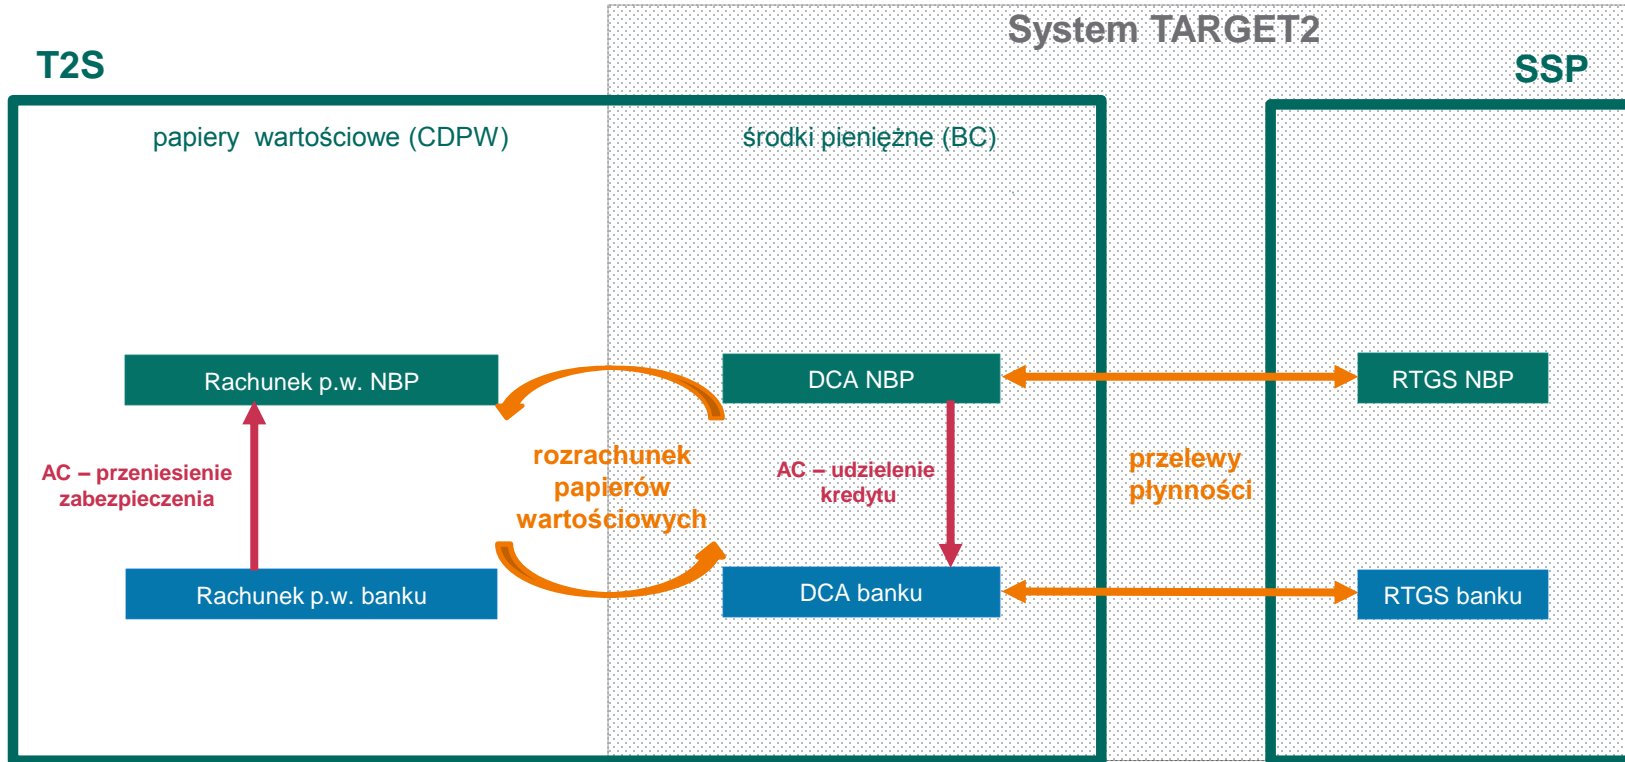 System TARGET2
T2S
SSP
papiery wartościowe (CDPW)
środki pieniężne (BC)
Rachunek p.w. NBP
DCA NBP
RTGS NBP
AC – przeniesienie
zabezpieczenia
rozrachunek
papierów
wartościowych
AC – udzielenie
kredytu
przelewy
płynności
Rachunek p.w. banku
DCA banku
RTGS banku